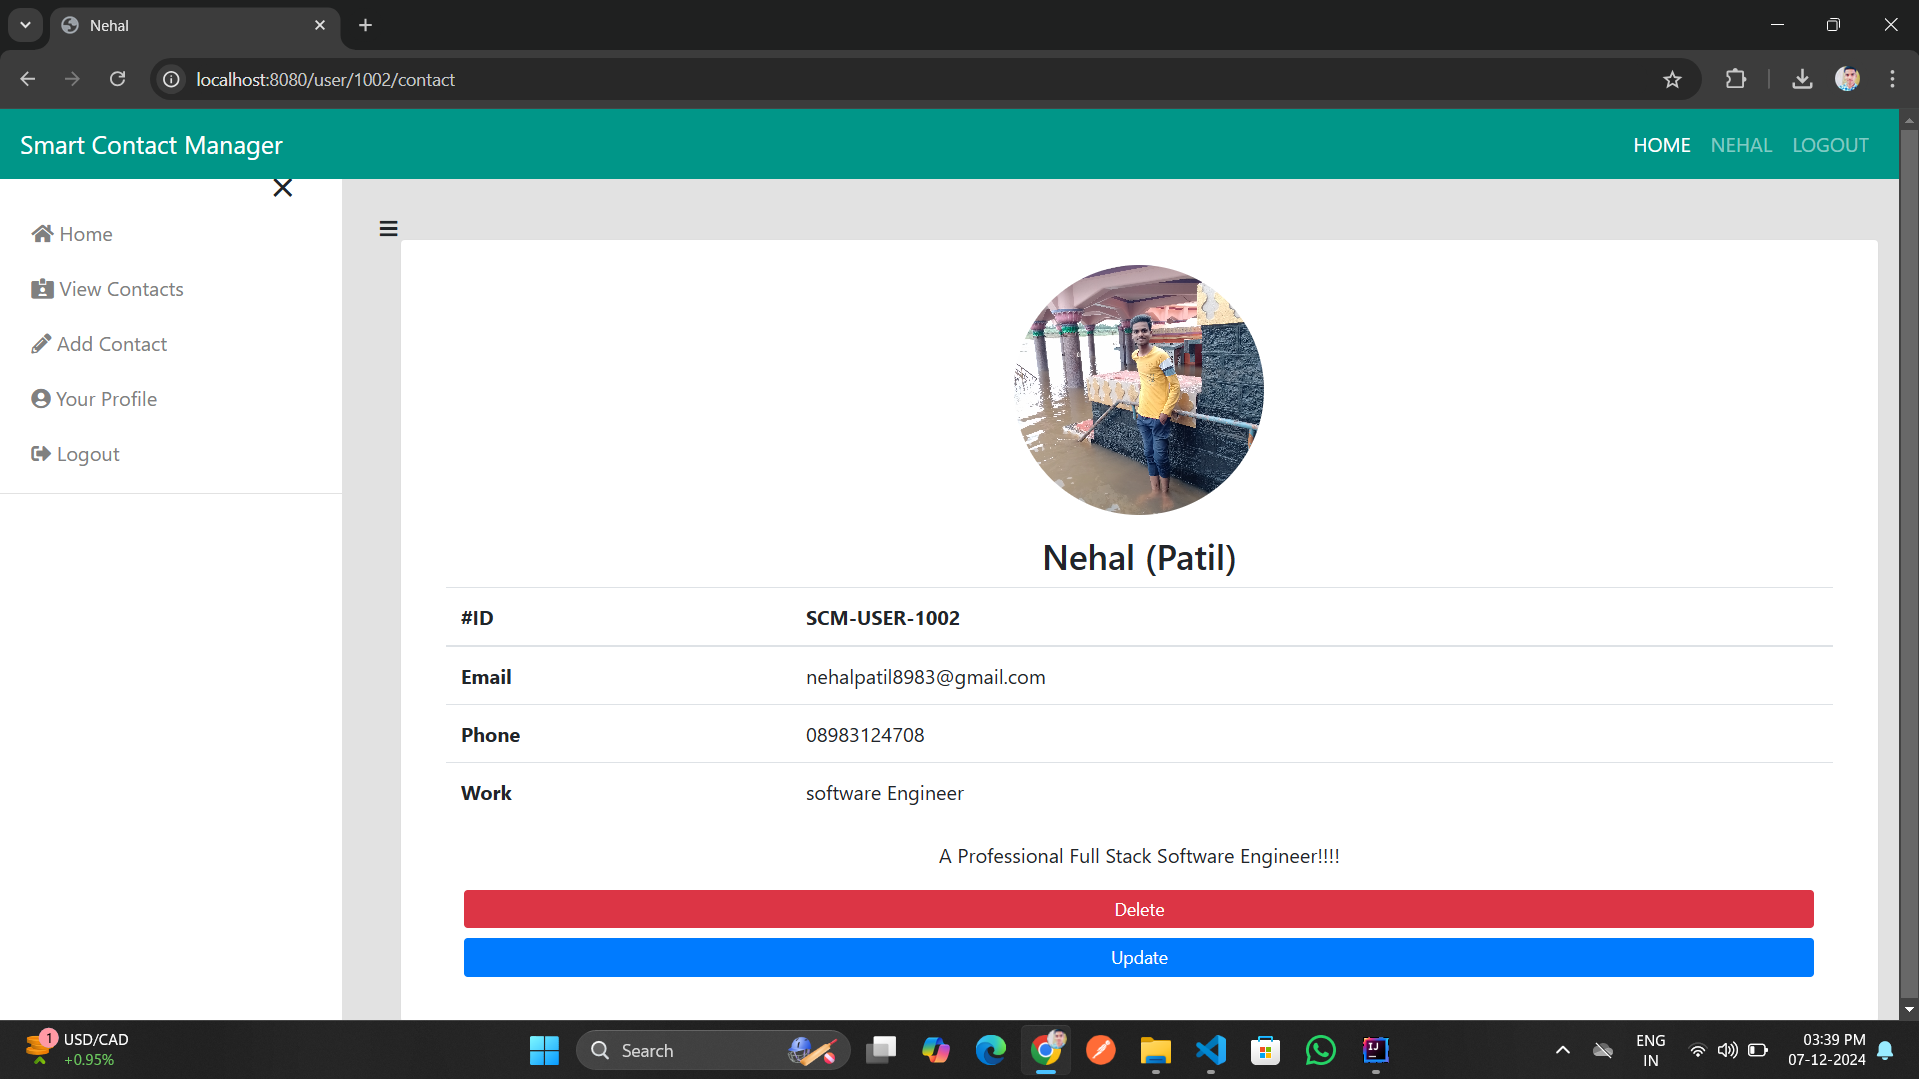 Nehal
localhost:8080/user/1002/contact
Smart Contact Manager
HOME NEHAL LOGOUT
Home
View Contacts
Add Contact
Your Profile
Logout
Nehal (Patil)
#ID SCM-USER-1002
Email nehalpatil8983@gmail.com
Phone 08983124708
Work software Engineer
A Professional Full Stack Software Engineer!!!!
Delete
Update
1 USD/CAD
+0.95%
Search
IJ
ENG
IN
03:39 PM
07-12-2024